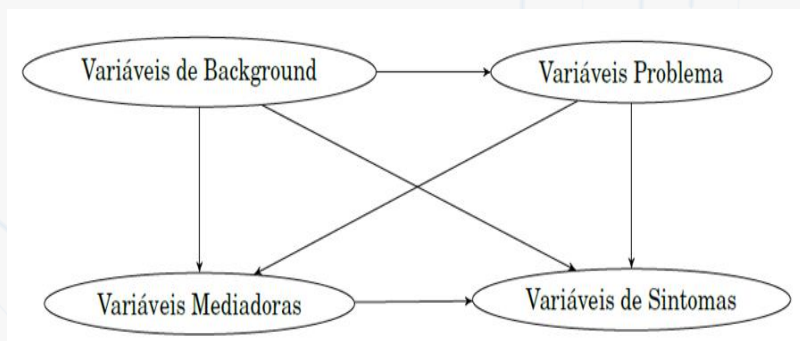 Variáveis de Background
Variáveis Problema
Variáveis Mediadoras
Variáveis de Sintomas